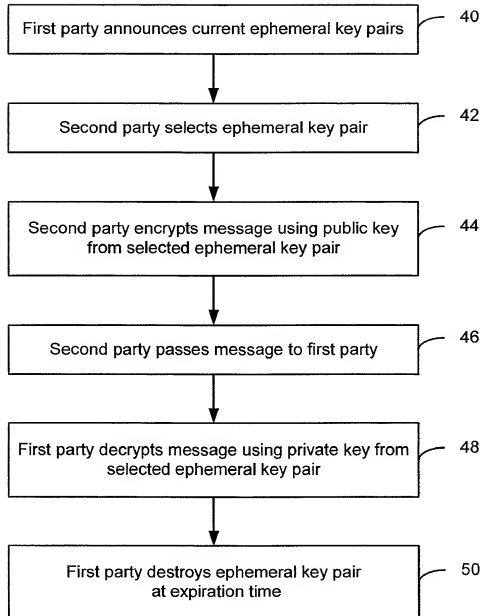 First party announces current ephemeral key pairs
40
Second party selects ephemeral key pair
42
Second party encrypts message using public key
from selected ephemeral key pair
44
Second party passes message to first party
46
First party decrypts message using private key from
selected ephemeral key pair
48
First party destroys ephemeral key pair
at expiration time
50